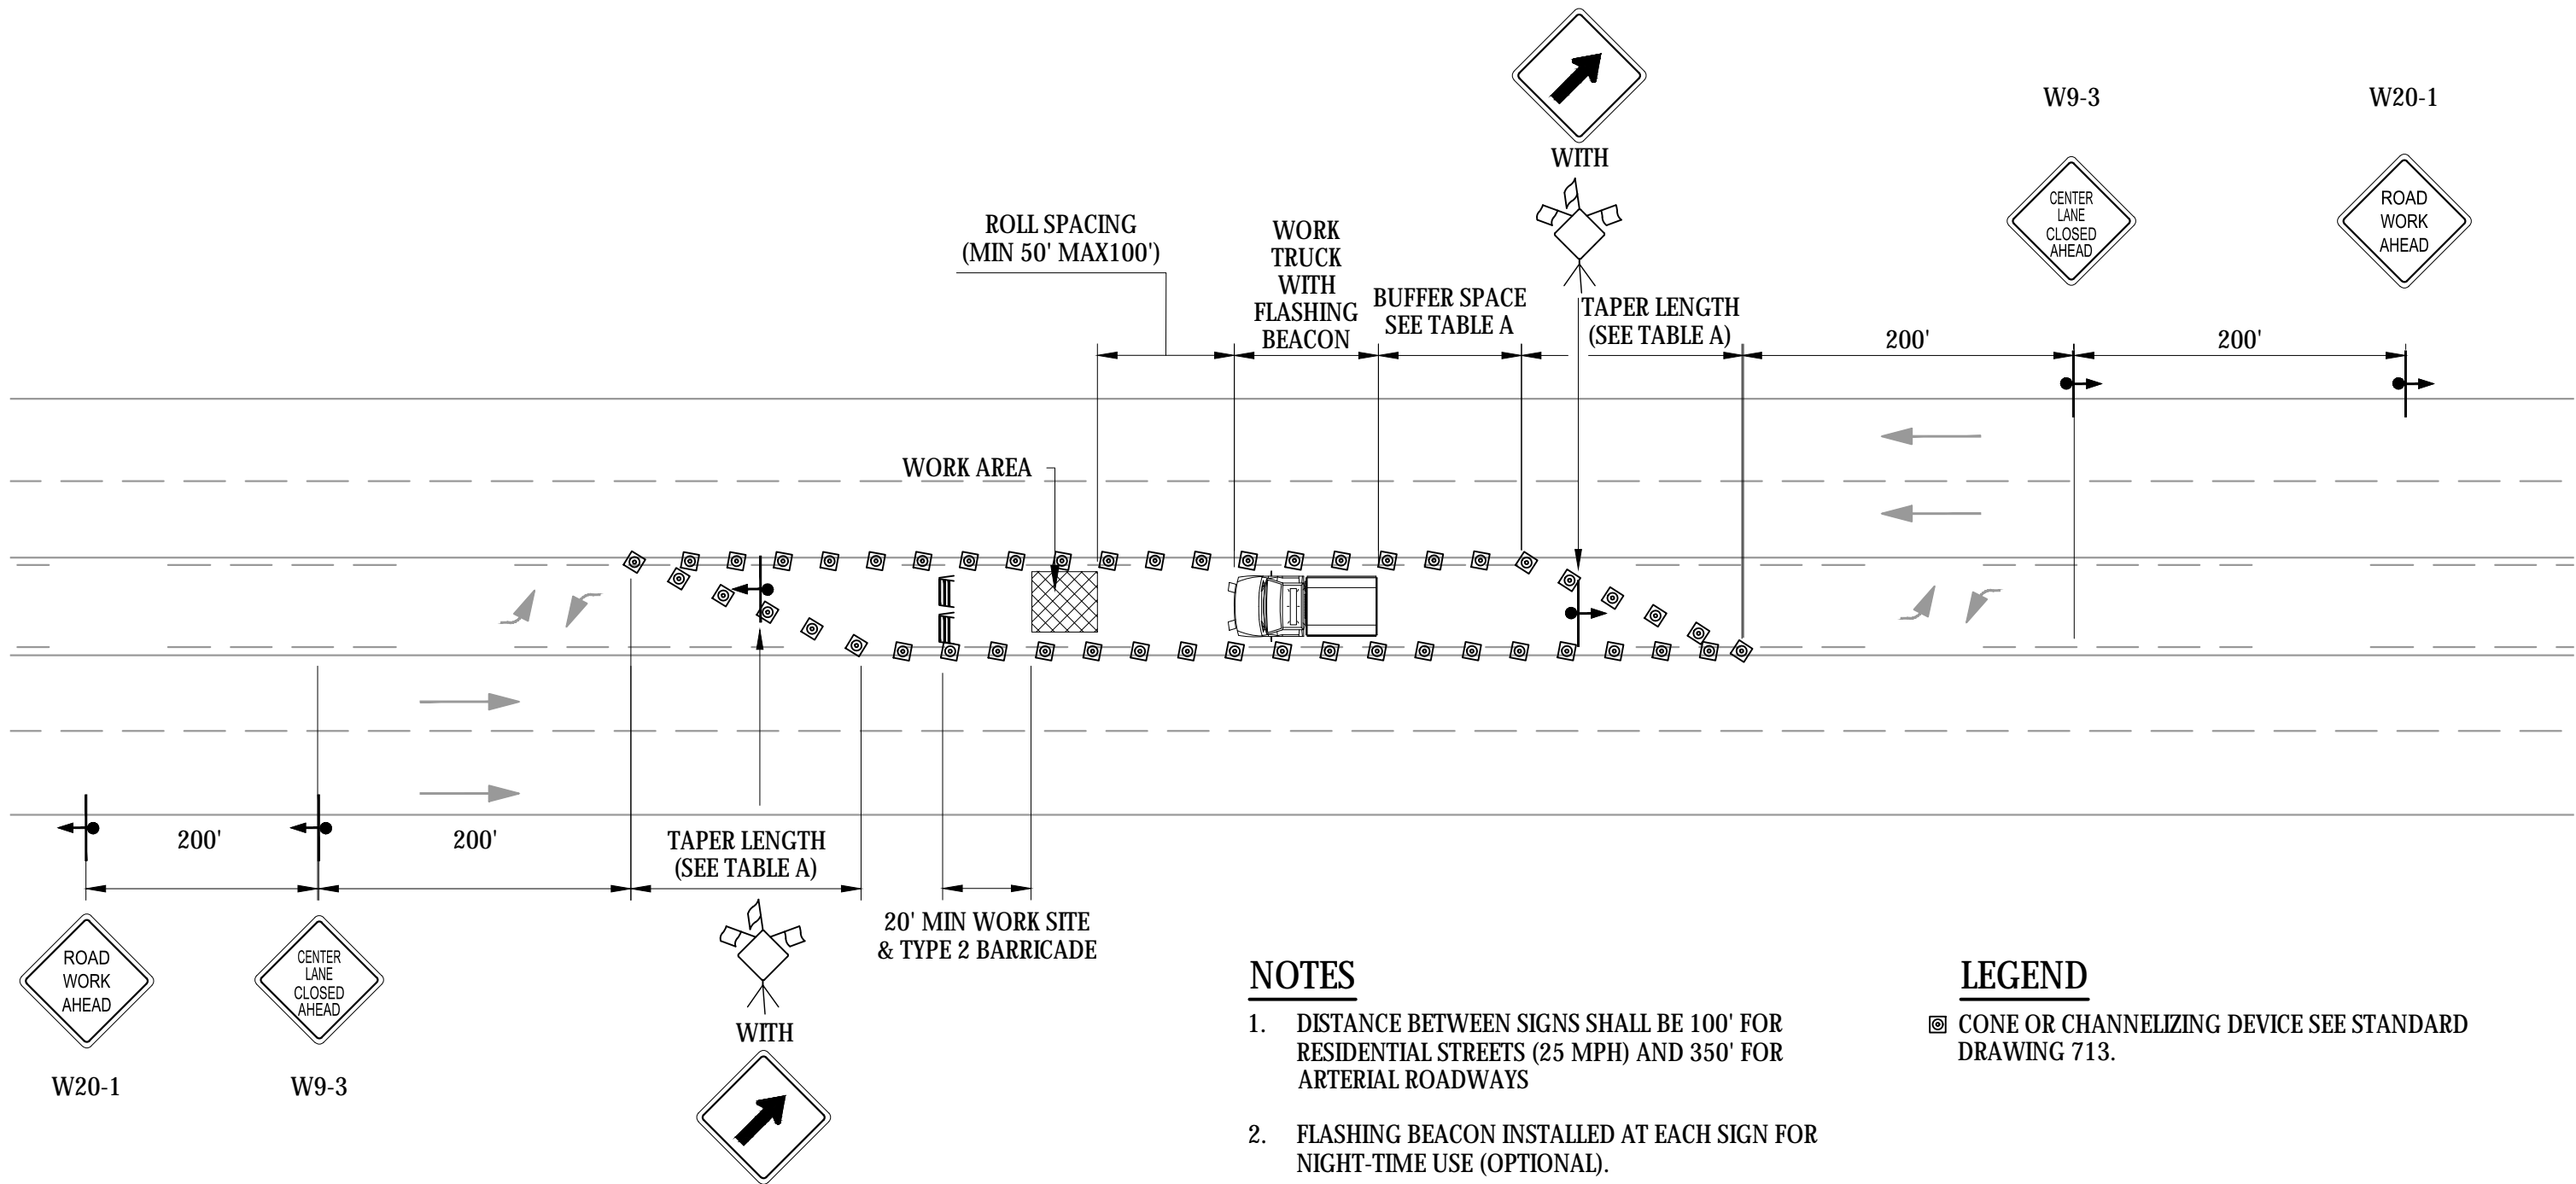 W9-3
W20-1
WITH
CENTER
LANE
CLOSED
AHEAD
ROAD
WORK
AHEAD
ROLL SPACING
(MIN 50' MAX100')
WORK
TRUCK
WITH
FLASHING
BEACON
BUFFER SPACE
SEE TABLE A
TAPER LENGTH
(SEE TABLE A)
200'
200'
WORK AREA
200'
200'
TAPER LENGTH
(SEE TABLE A)
20' MIN WORK SITE
& TYPE 2 BARRICADE
ROAD
WORK
AHEAD
CENTER
LANE
CLOSED
AHEAD
WITH
W20-1
W9-3
NOTES
1. DISTANCE BETWEEN SIGNS SHALL BE 100' FOR
RESIDENTIAL STREETS (25 MPH) AND 350' FOR
ARTERIAL ROADWAYS
2. FLASHING BEACON INSTALLED AT EACH SIGN FOR
NIGHT-TIME USE (OPTIONAL).
LEGEND
CONE OR CHANNELIZING DEVICE SEE STANDARD
DRAWING 713.